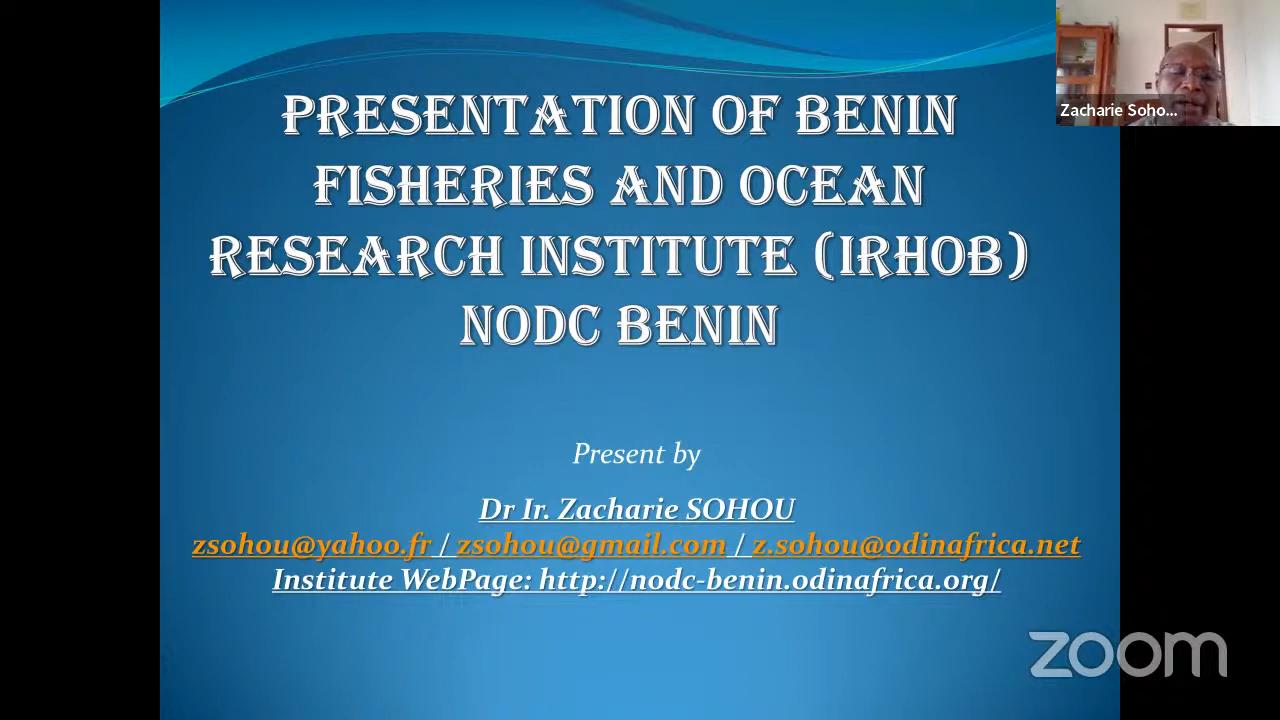 PRESENTATION OF BENIN
FISHERIES AND OCEAN
RESEARCH INSTITUTE (IRHOB)
NODC BENIN
Present by
Dr Ir. Zacharie SOHOU
zsohou@yahoo.fr / zsohou@gmail.com / z.sohou@odinafrica.net
Institute WebPage: http://nodc-benin.odinafrica.org/
Zacharie Soho...
zoom